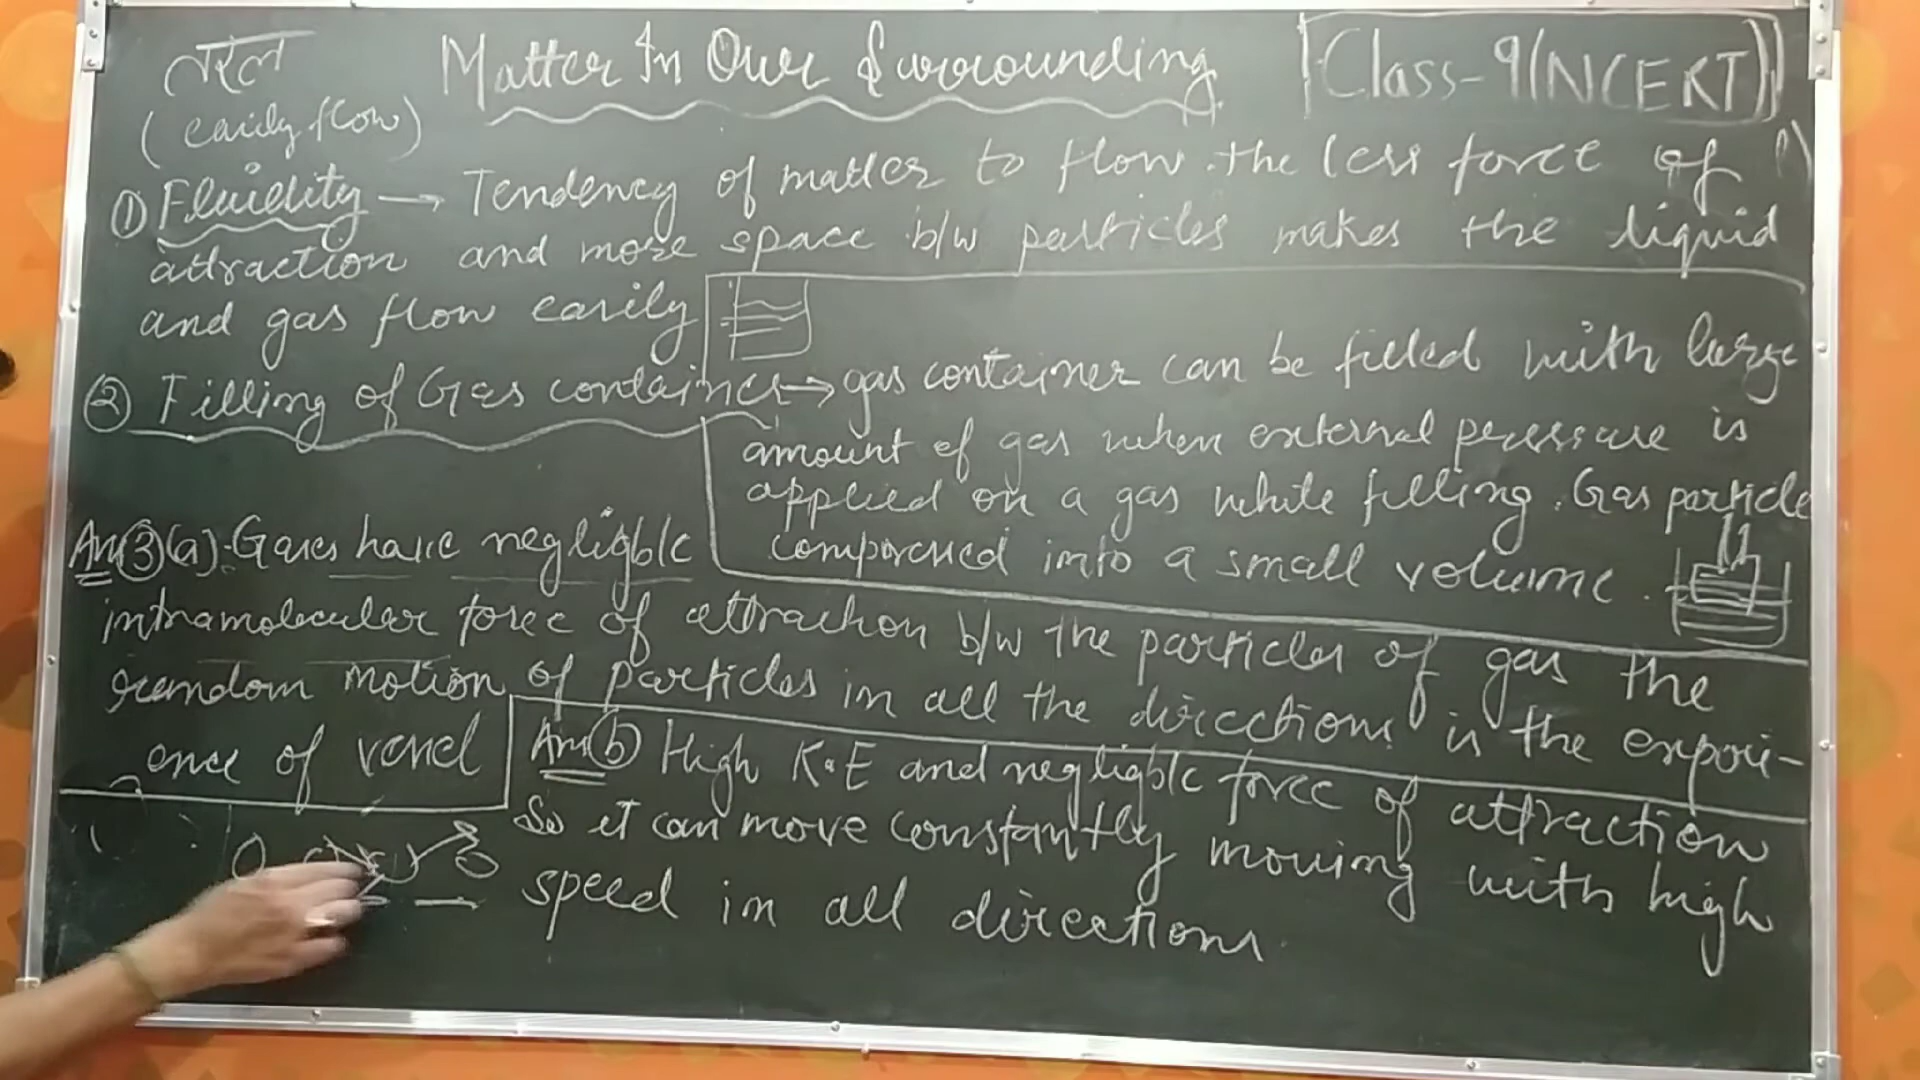 तरल
(easily flow)
Matter In Our Surrounding
Class-9(NCERT)
① Fluidity → Tendency of matter to flow. the less force of
attraction and more space b/w particles makes the liquid
and gas flow easily
② Filling of Gas container → gas container can be filled with large
amount of gas when external pressure is
applied on a gas while filling. Gas particle
compressed into a small volume.
Ans③(a). Gases have negligble
intramolecular force of attraction b/w the particles of gas the
random motion of particles in all the directions is the experi-
ence of vessel
Ans(b) High K.E and negligble force of attraction
So it can move constantly moving with high
speed in all directions